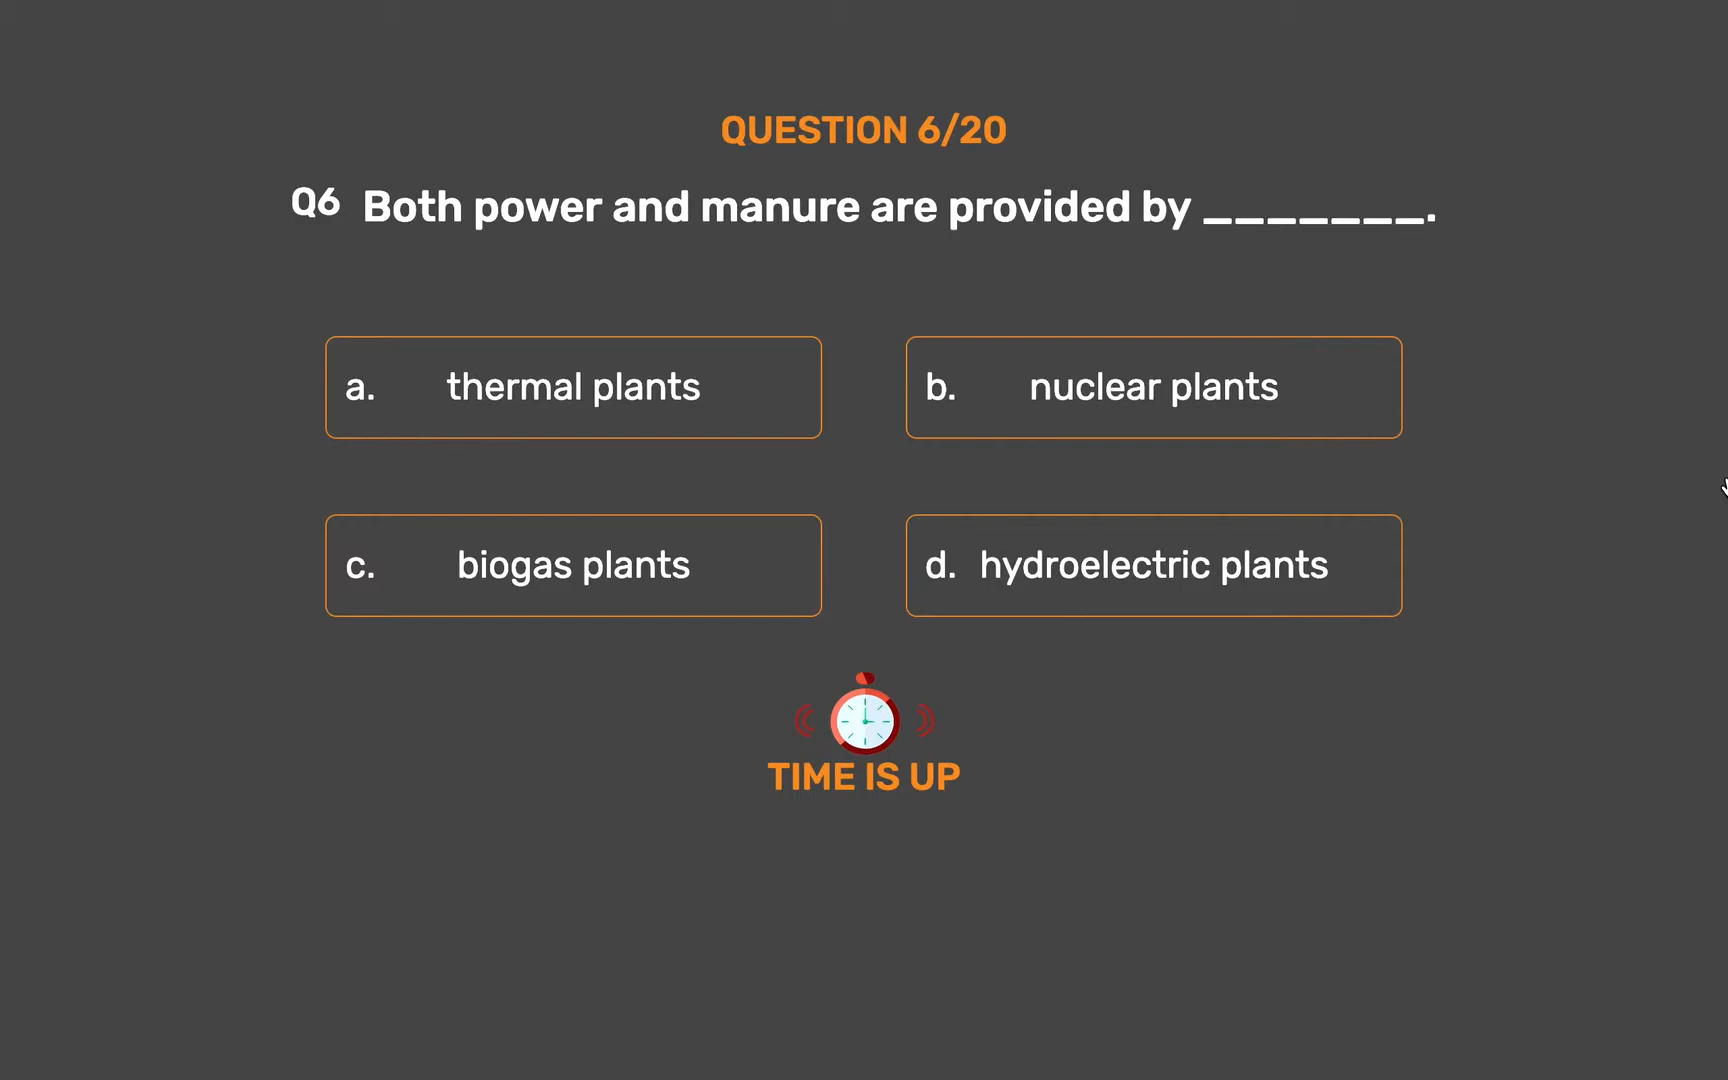 QUESTION 6/20
Q6 Both power and manure are provided by _______.
a. thermal plants
b. nuclear plants
c. biogas plants
d. hydroelectric plants
TIME IS UP